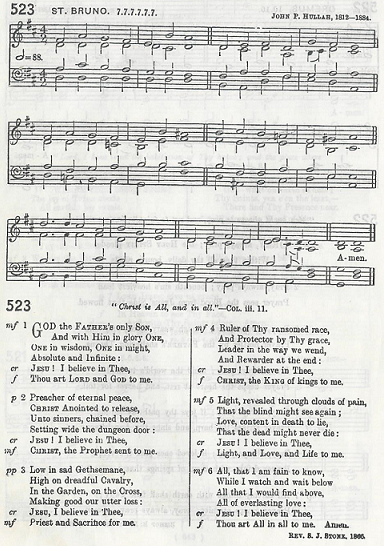 523 ST. BRUNO. 7.7.7.7.7.7. JOHN P. HULLAH, 1812—1884.
𝅗𝅥=88.
A-men.
523
"Christ is All, and in all."—COL. iii. 11.
mf 1 GOD the FATHER's only SON,
And with Him in glory ONE,
ONE in wisdom, ONE in might,
Absolute and Infinite:
cr JESU! I believe in Thee,
f Thou art LORD and GOD to me.
p 2 Preacher of eternal peace,
CHRIST Anointed to release,
Unto sinners, chained before,
Setting wide the dungeon door:
cr JESU! I believe in Thee,
mf CHRIST, the Prophet sent to me.
pp 3 Low in sad Gethsemane,
High on dreadful Calvary,
In the Garden, on the Cross,
Making good our utter loss:
cr JESU, I believe in Thee,
mf Priest and Sacrifice for me.
mf 4 Ruler of Thy ransomed race,
And Protector by Thy grace,
Leader in the way we wend,
And Rewarder at the end:
cr JESU! I believe in Thee,
f CHRIST, the KING of kings to me.
mf 5 Light, revealed through clouds of pain,
That the blind might see again;
Love, content in death to lie,
That the dead might never die:
cr JESU! I believe in Thee,
f Light, and Love, and Life to me.
mf 6 All, that I am fain to know,
While I watch and wait below
All that I would find above,
All of everlasting love:
cr JESU! I believe in Thee,
f Thou art All in all to me. Amen.
REV. S. J. STONE, 1866.